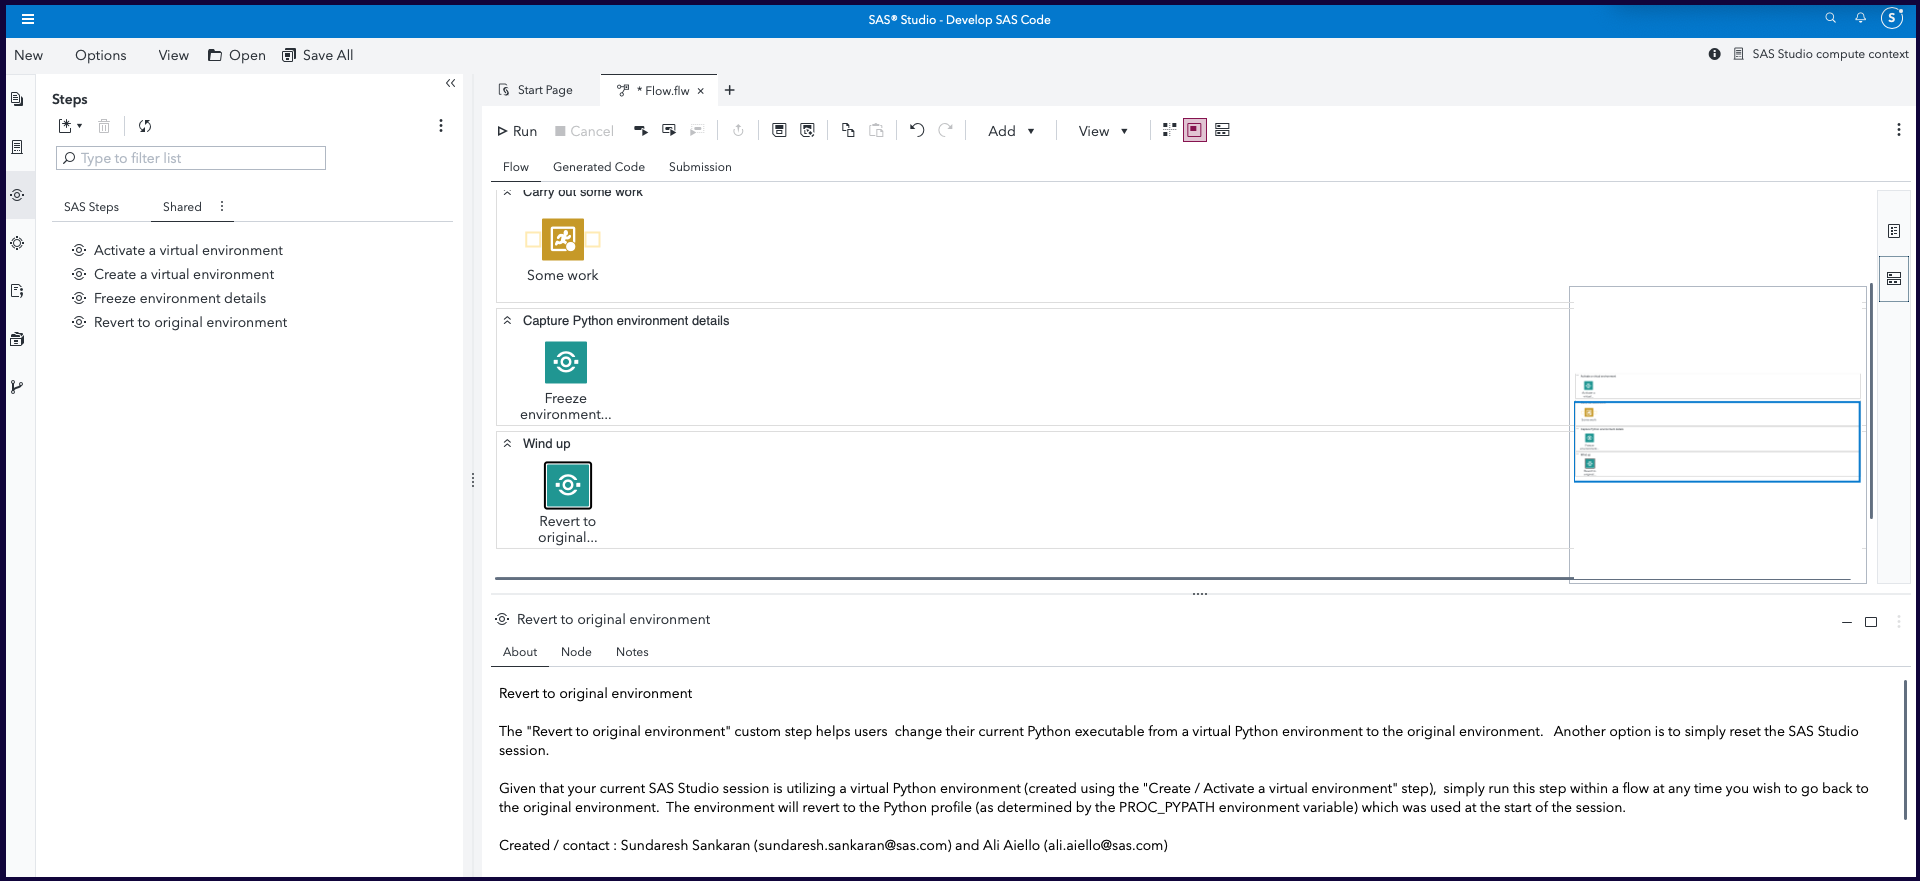 SAS® Studio - Develop SAS Code
S
New
Options
View
Open
Save All
SAS Studio compute context
Steps
Type to filter list
SAS Steps
Shared
Activate a virtual environment
Create a virtual environment
Freeze environment details
Revert to original environment
Start Page
* Flow.flw
Run
Cancel
Add
View
Flow
Generated Code
Submission
Carry out some work
Some work
Capture Python environment details
Freeze
environment...
Wind up
Revert to
original...
Revert to original environment
About
Node
Notes
Revert to original environment
The "Revert to original environment" custom step helps users  change their current Python executable from a virtual Python environment to the original environment.   Another option is to simply reset the SAS Studio
session.
Given that your current SAS Studio session is utilizing a virtual Python environment (created using the "Create / Activate a virtual environment" step),  simply run this step within a flow at any time you wish to go back to
the original environment.  The environment will revert to the Python profile (as determined by the PROC_PYPATH environment variable) which was used at the start of the session.
Created / contact : Sundaresh Sankaran (sundaresh.sankaran@sas.com) and Ali Aiello (ali.aiello@sas.com)